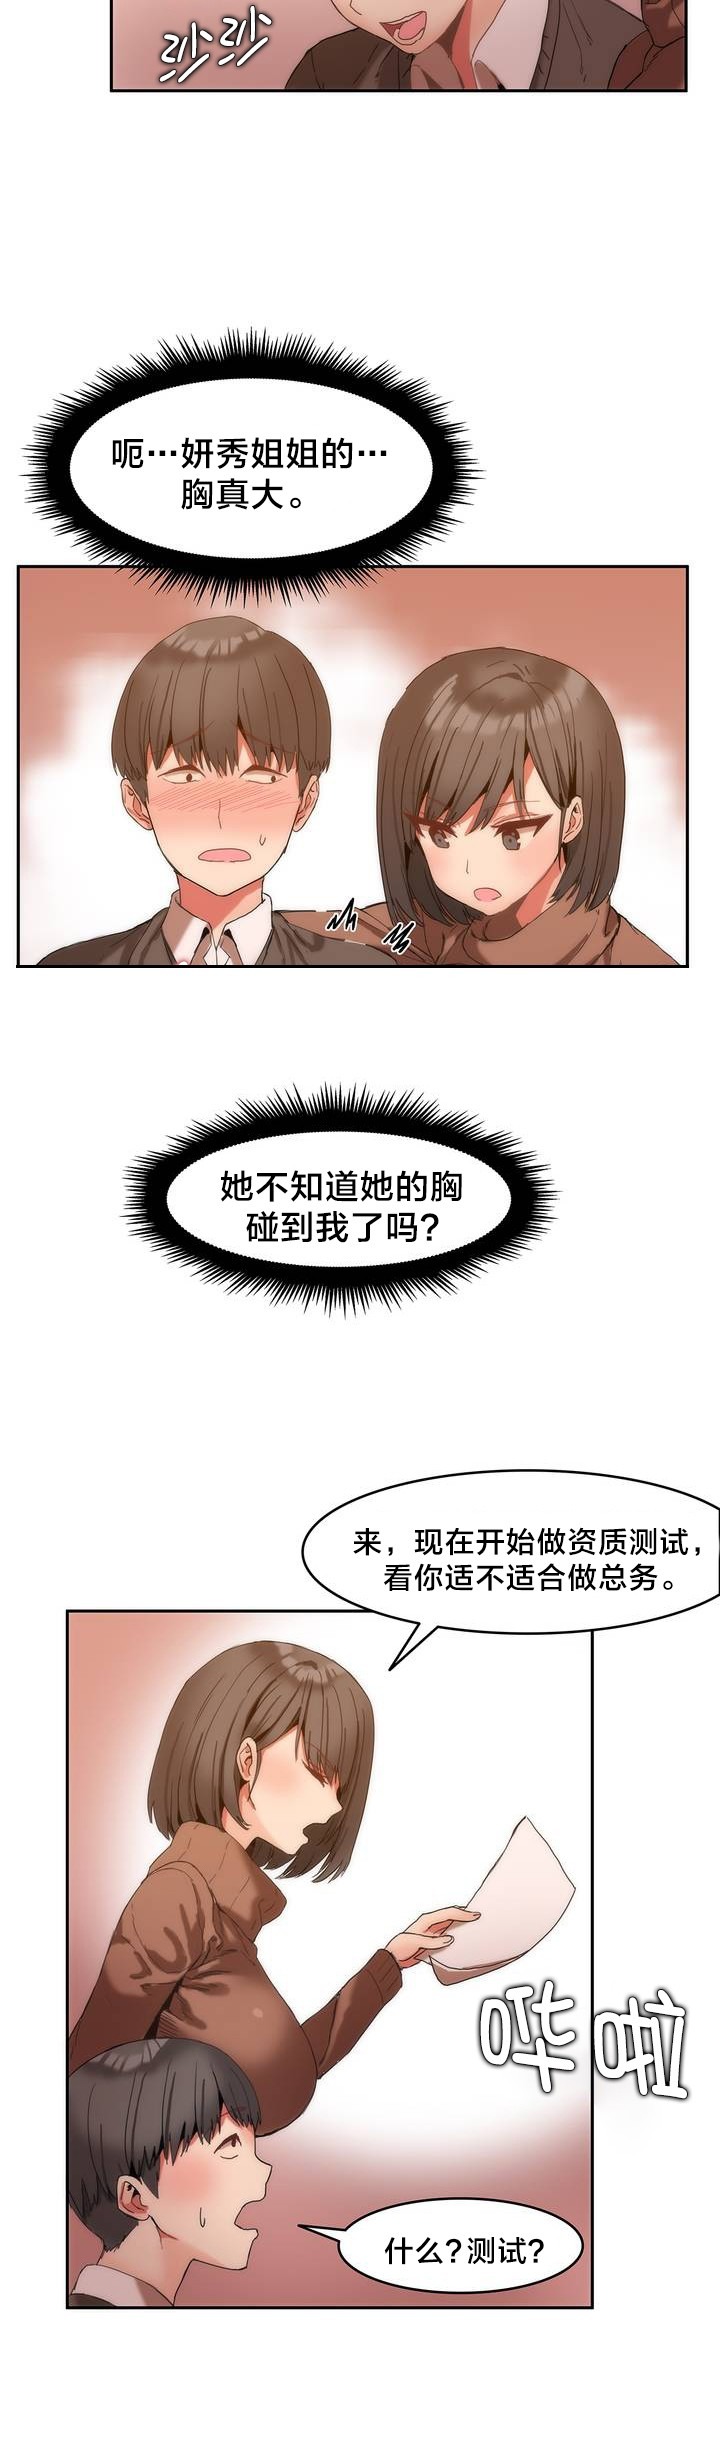 沙沙
呃…妍秀姐姐的…
胸真大。
她不知道她的胸
碰到我了吗?
来，现在开始做资质测试，
看你适不适合做总务。
什么?测试?